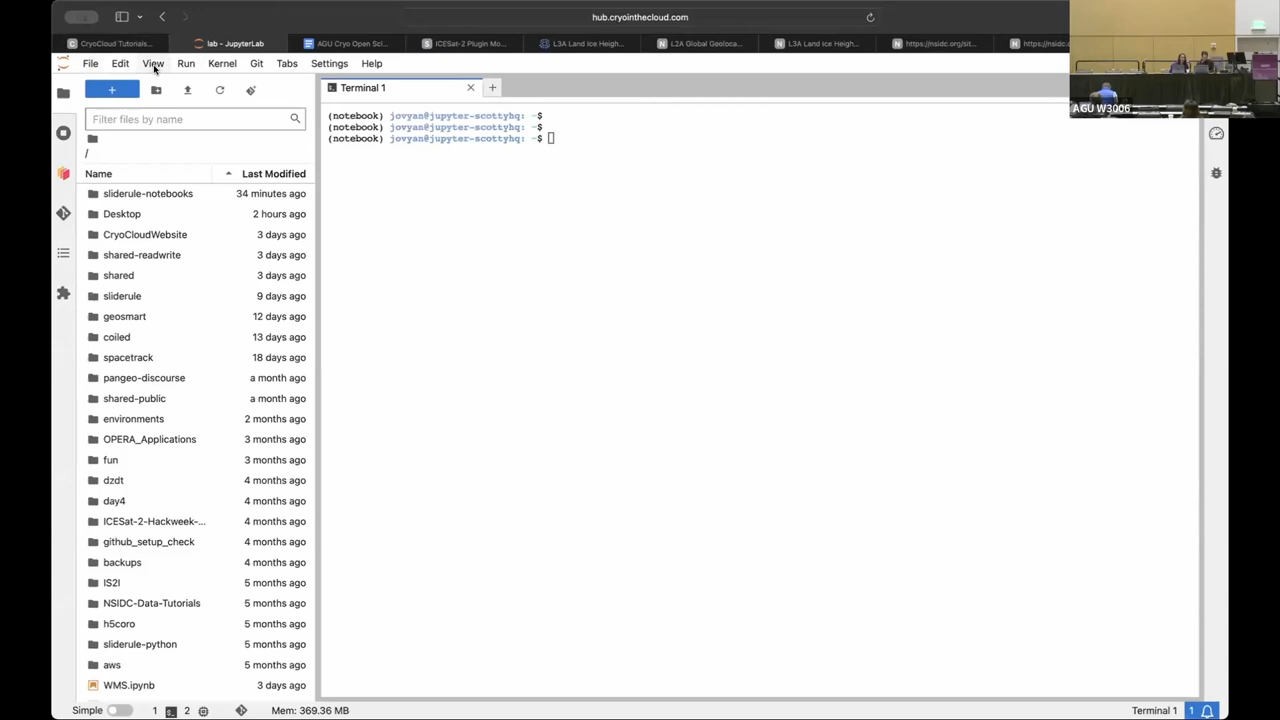 hub.cryointhecloud.com
CryoCloud Tutorials...
lab - JupyterLab
AGU Cryo Open Sci...
ICESat-2 Plugin Mo...
L3A Land Ice Heigh...
L2A Global Geoloca...
L3A Land Ice Heigh...
https://nsidc.org/sit...
https://nsidc.or
AGU W3006
File Edit View Run Kernel Git Tabs Settings Help
Terminal 1
Filter files by name
/
(notebook) jovyan@jupyter-scottyhq: ~$
(notebook) jovyan@jupyter-scottyhq: ~$
(notebook) jovyan@jupyter-scottyhq: ~$
Name Last Modified
sliderule-notebooks 34 minutes ago
Desktop 2 hours ago
CryoCloudWebsite 3 days ago
shared-readwrite 3 days ago
shared 3 days ago
sliderule 9 days ago
geosmart 12 days ago
coiled 13 days ago
spacetrack 18 days ago
pangeo-discourse a month ago
shared-public a month ago
environments 2 months ago
OPERA_Applications 3 months ago
fun 3 months ago
dzdt 4 months ago
day4 4 months ago
ICESat-2-Hackweek-... 4 months ago
github_setup_check 4 months ago
backups 4 months ago
IS2I 5 months ago
NSIDC-Data-Tutorials 5 months ago
h5coro 5 months ago
sliderule-python 5 months ago
aws 5 months ago
WMS.ipynb 3 days ago
Simple 1 2 Mem: 369.36 MB Terminal 1 1